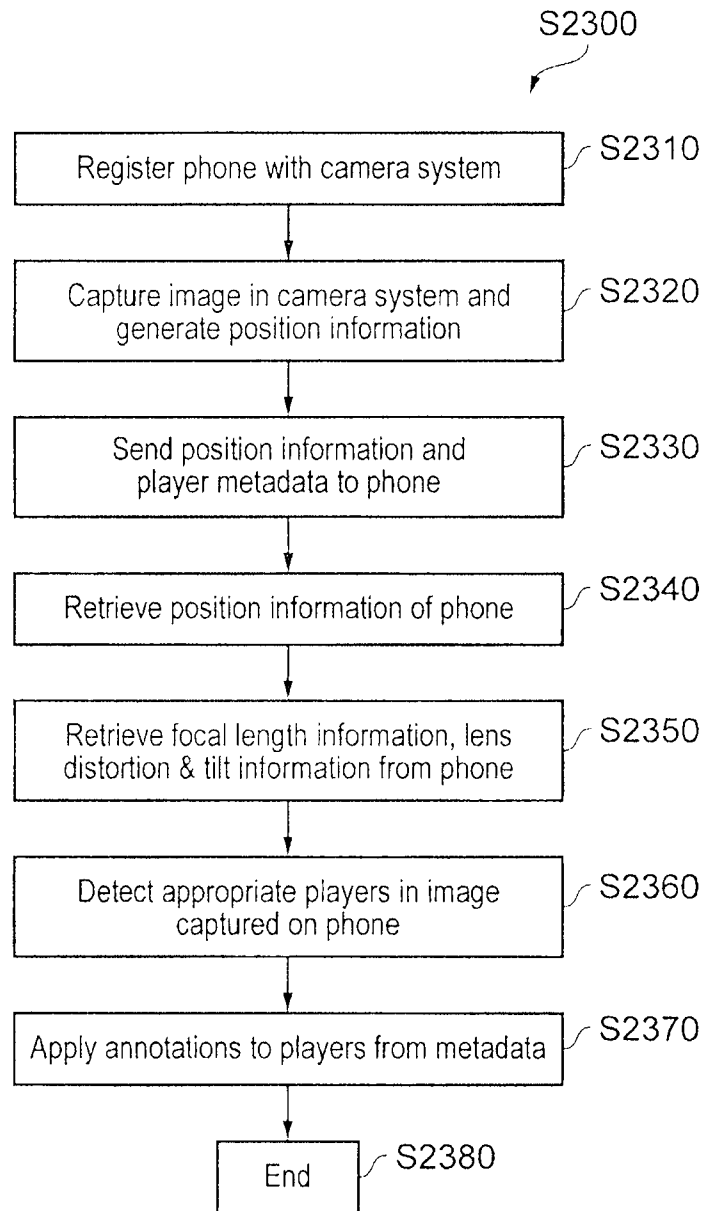 S2300
Register phone with camera system
S2310
Capture image in camera system and
generate position information
S2320
Send position information and
player metadata to phone
S2330
Retrieve position information of phone
S2340
Retrieve focal length information, lens
distortion & tilt information from phone
S2350
Detect appropriate players in image
captured on phone
S2360
Apply annotations to players from metadata
S2370
End
S2380